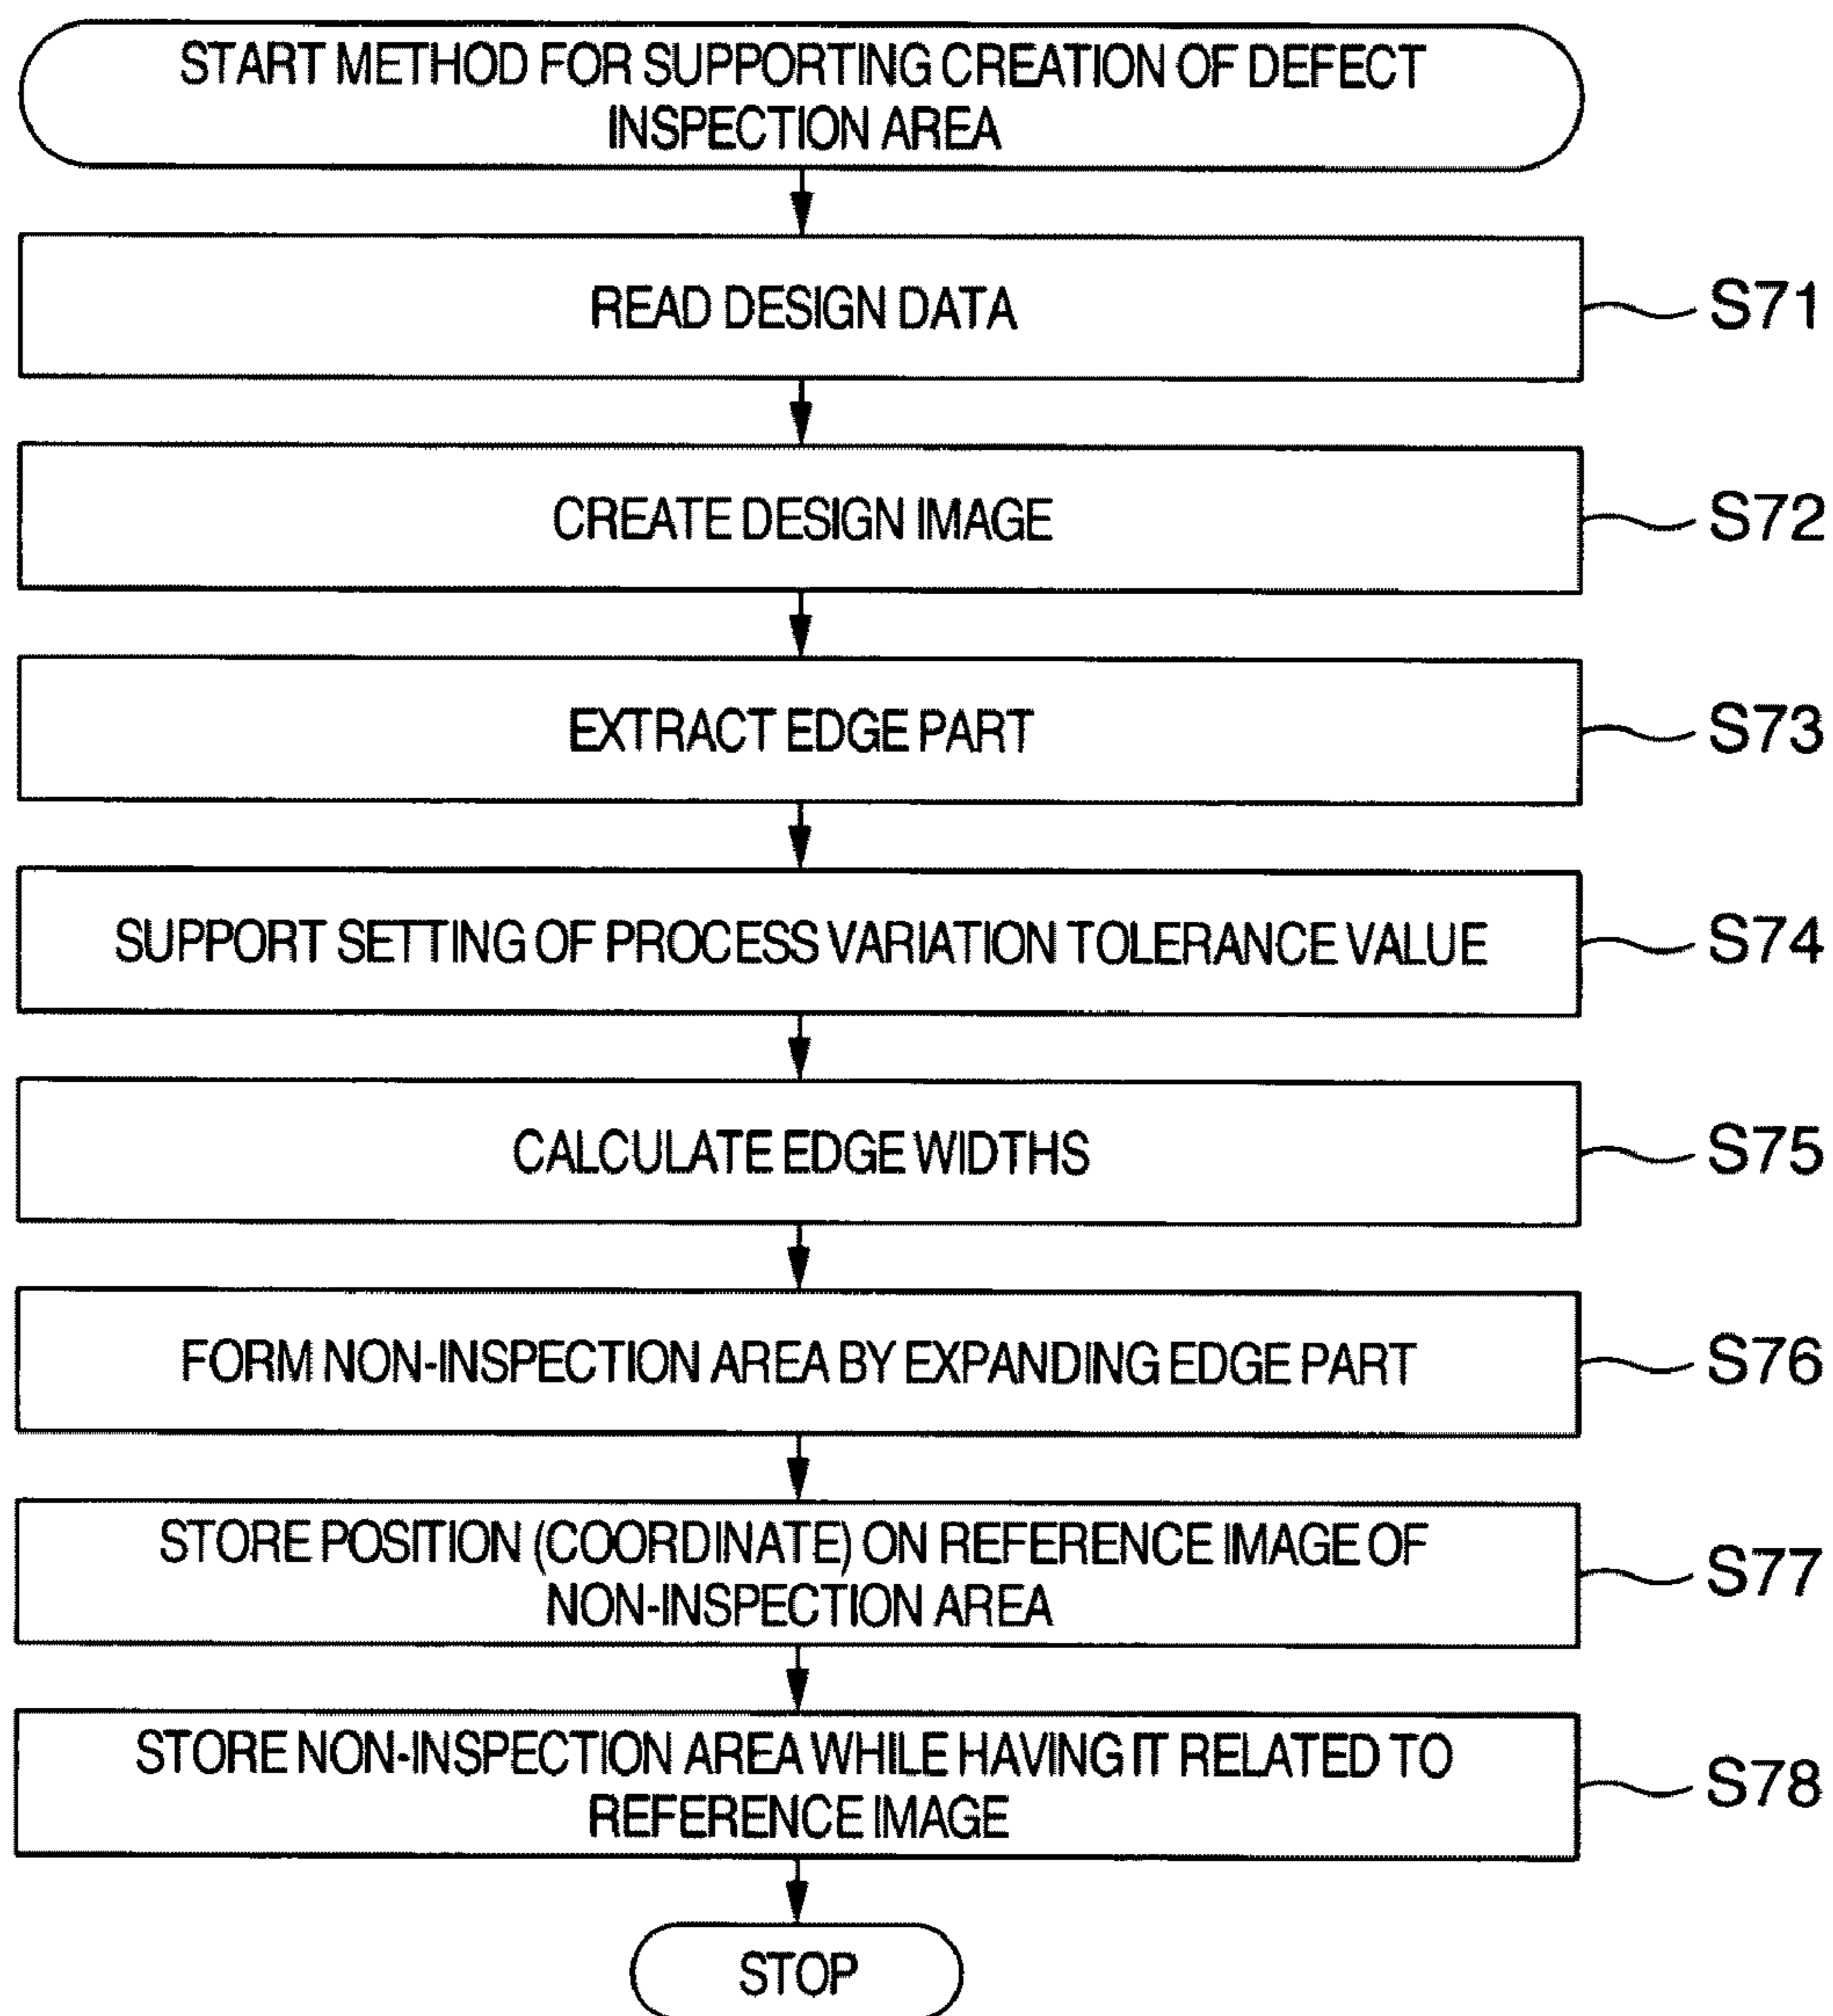 START METHOD FOR SUPPORTING CREATION OF DEFECT
INSPECTION AREA
READ DESIGN DATA
S71
CREATE DESIGN IMAGE
S72
EXTRACT EDGE PART
S73
SUPPORT SETTING OF PROCESS VARIATION TOLERANCE VALUE
S74
CALCULATE EDGE WIDTHS
S75
FORM NON-INSPECTION AREA BY EXPANDING EDGE PART
S76
STORE POSITION (COORDINATE) ON REFERENCE IMAGE OF
NON-INSPECTION AREA
S77
STORE NON-INSPECTION AREA WHILE HAVING IT RELATED TO
REFERENCE IMAGE
S78
STOP